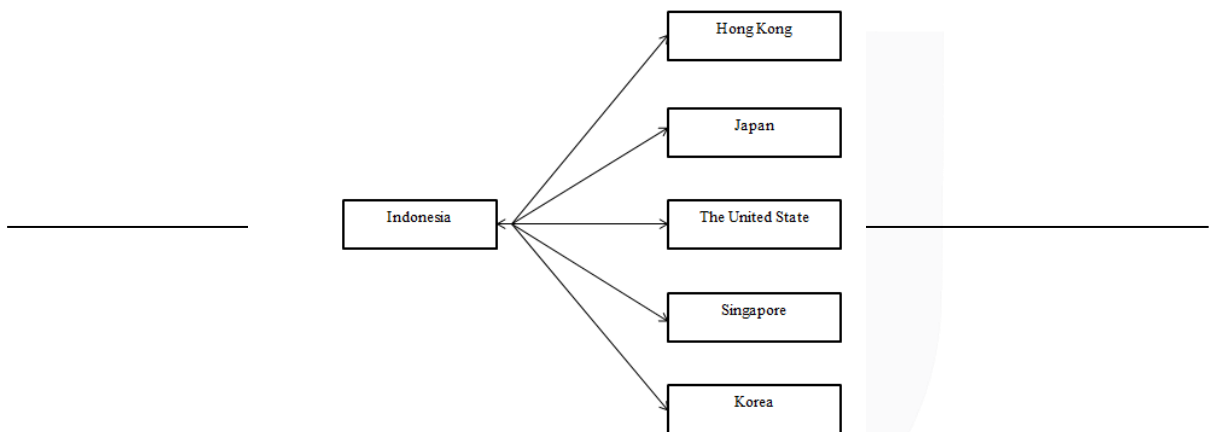 Hong Kong
Japan
Indonesia
The United State
Singapore
Korea